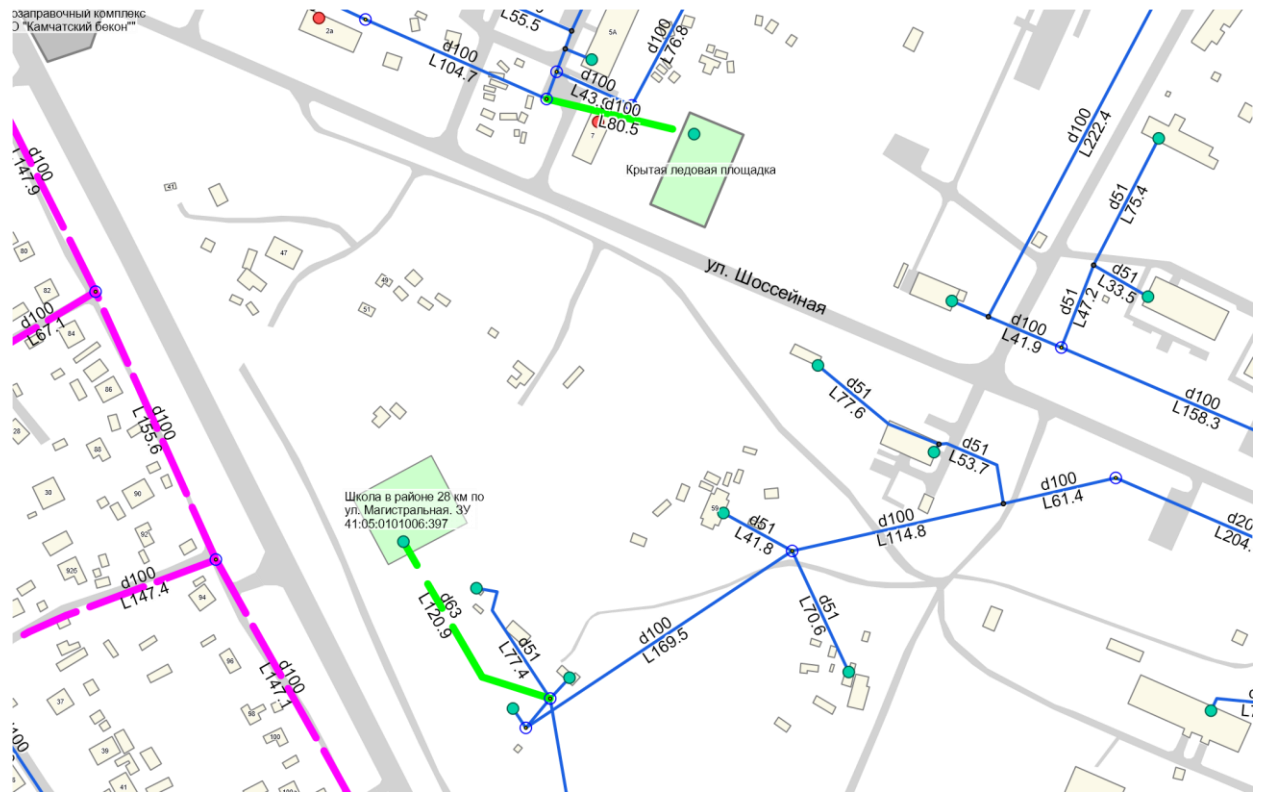 озаправочный комплекс
О "Камчатский бекон""
2а
d100
L104.7
L55.5
5А
d100
L76.8
d100
L43.
d100
L80.5
7
Крытая ледовая площадка
d100
L222.4
d51
L75.4
d51
L33.5
d51
L47.2
d100
L41.9
d100
L158.3
ул. Шоссейная
d100
L147.9
41
47
49
51
80
82
d100
L67.1
84
86
28
88
d100
L155.6
30
90
92
92б
d100
L147.4
94
96
37
98
100
39
41
d100
L147.1
Школа в районе 28 км по
ул. Магистральная. ЗУ
41:05:0101006:397
d63
L120.9
d51
L77.4
d100
L169.5
59
d51
L41.8
d51
L70.6
d100
L114.8
d51
L77.6
d51
L53.7
d100
L61.4
d20
L204.